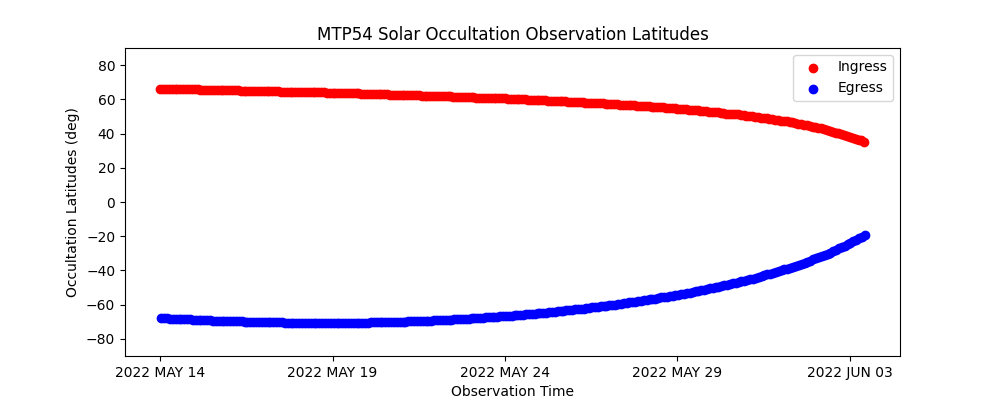 MTP54 Solar Occultation Observation Latitudes
Occultation Latitudes (deg)
80
60
40
20
0
−20
−40
−60
−80
Ingress
Egress
2022 MAY 14 2022 MAY 19 2022 MAY 24 2022 MAY 29 2022 JUN 03
Observation Time